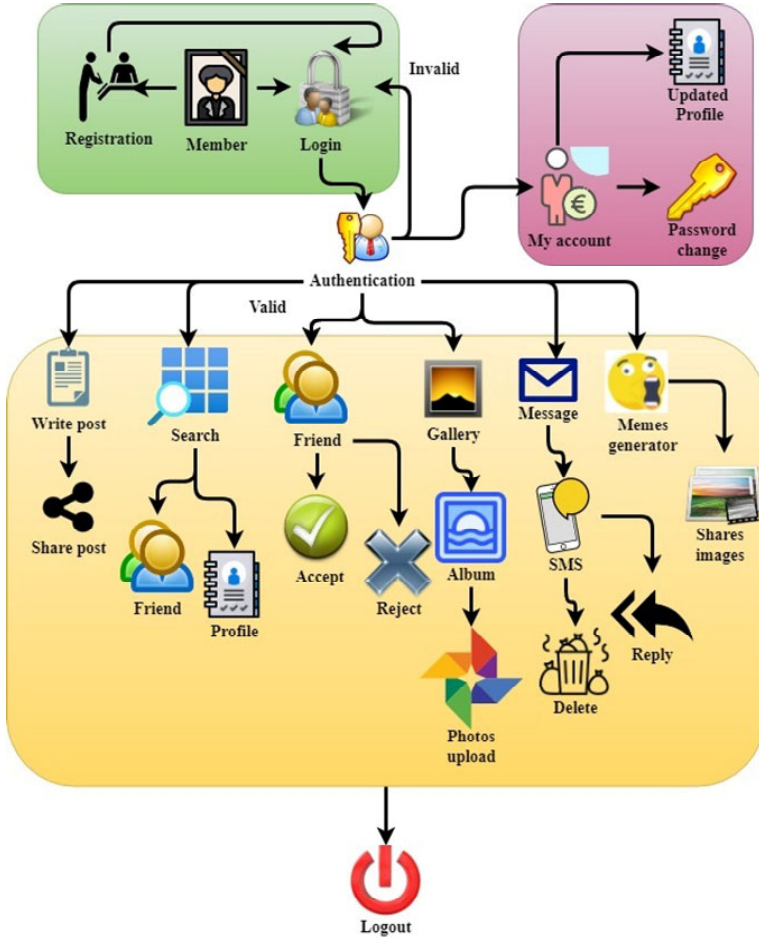 Invalid
Updated
Profile
Registration
Member
Login
My account
Password
change
Authentication
Valid
Write post
Search
Friend
Gallery
Message
Memes
generator
Share post
Friend
Profile
Accept
Reject
Album
SMS
Shares
images
Reply
Delete
Photos
upload
Logout